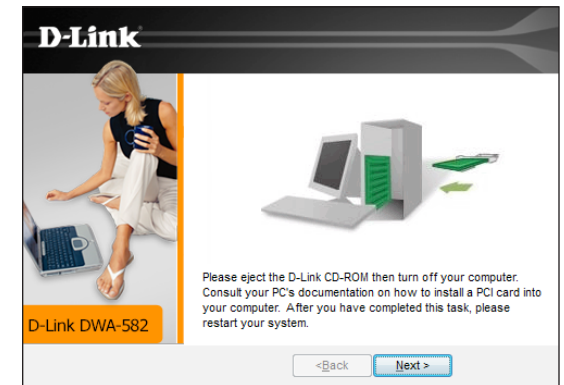 D-Link
Please eject the D-Link CD-ROM then turn off your computer.
Consult your PC's documentation on how to install a PCI card into
your computer. After you have completed this task, please
restart your system.
D-Link DWA-582
<Back
Next >